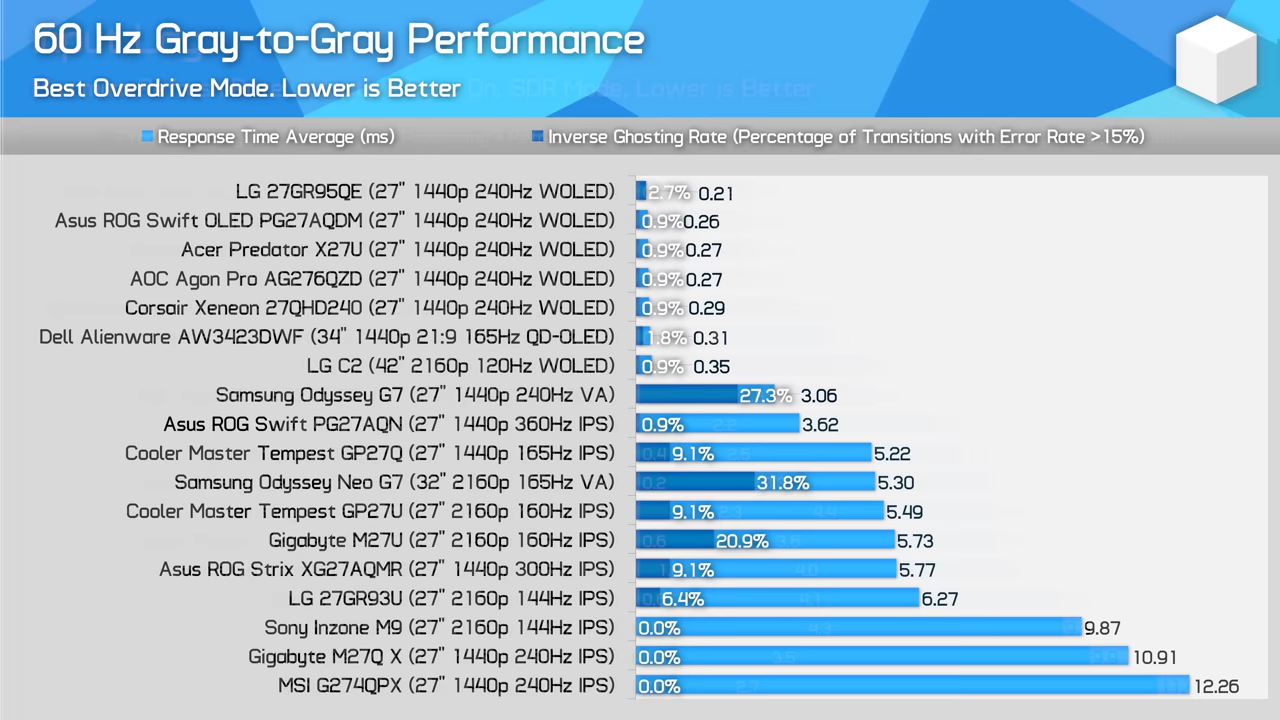 60 Hz Gray-to-Gray Performance
Best Overdrive Mode. Lower is Better
Response Time Average (ms) Inverse Ghosting Rate (Percentage of Transitions with Error Rate >15%)
LG 27GR95QE (27" 1440p 240Hz WOLED) 2.7% 0.21
Asus ROG Swift OLED PG27AQDM (27" 1440p 240Hz WOLED) 0.9% 0.26
Acer Predator X27U (27" 1440p 240Hz WOLED) 0.9% 0.27
AOC Agon Pro AG276QZD (27" 1440p 240Hz WOLED) 0.9% 0.27
Corsair Xeneon 27QHD240 (27" 1440p 240Hz WOLED) 0.9% 0.29
Dell Alienware AW3423DWF (34" 1440p 21:9 165Hz QD-OLED) 1.8% 0.31
LG C2 (42" 2160p 120Hz WOLED) 0.9% 0.35
Samsung Odyssey G7 (27" 1440p 240Hz VA) 27.3% 3.06
Asus ROG Swift PG27AQN (27" 1440p 360Hz IPS) 0.9% 3.62
Cooler Master Tempest GP27Q (27" 1440p 165Hz IPS) 9.1% 5.22
Samsung Odyssey Neo G7 (32" 2160p 165Hz VA) 31.8% 5.30
Cooler Master Tempest GP27U (27" 2160p 160Hz IPS) 9.1% 5.49
Gigabyte M27U (27" 2160p 160Hz IPS) 20.9% 5.73
Asus ROG Strix XG27AQMR (27" 1440p 300Hz IPS) 9.1% 5.77
LG 27GR93U (27" 2160p 144Hz IPS) 6.4% 6.27
Sony Inzone M9 (27" 2160p 144Hz IPS) 0.0% 9.87
Gigabyte M27Q X (27" 1440p 240Hz IPS) 0.0% 10.91
MSI G274QPX (27" 1440p 240Hz IPS) 0.0% 12.26